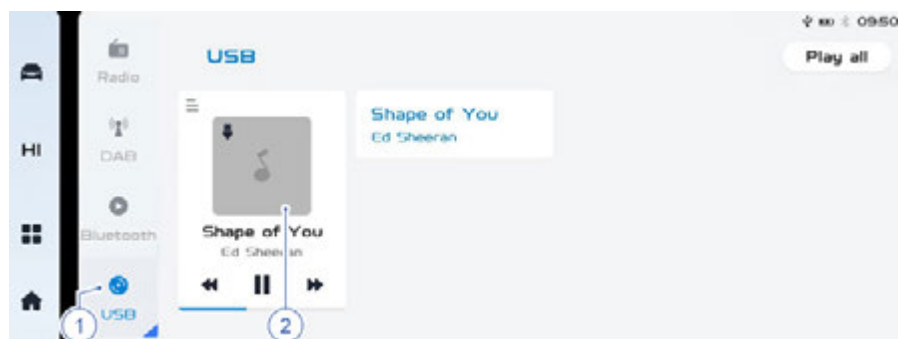 09:50
HI
Radio
DAB
Bluetooth
USB
USB
Play all
Shape of You
Ed Sheeran
Shape of You
Ed Sheeran
1
2